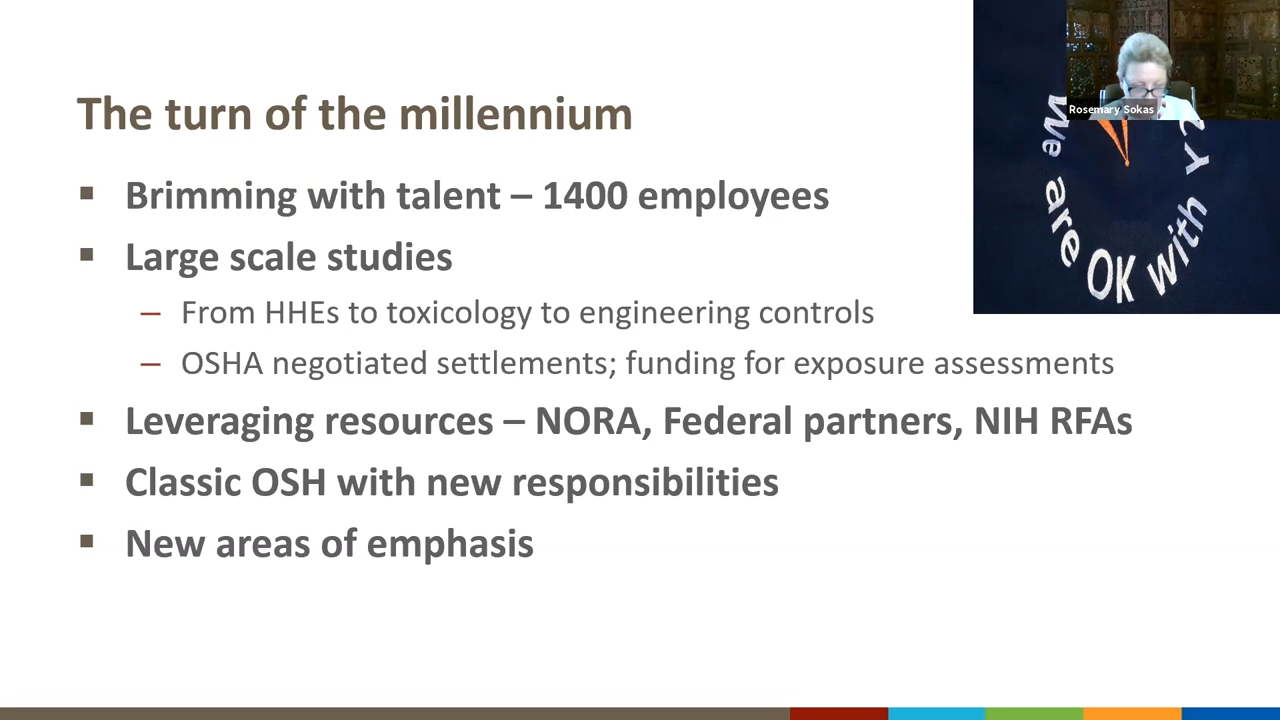 The turn of the millennium
Rosemary Sokas
We are OK with Y2
▪ Brimming with talent – 1400 employees
▪ Large scale studies
– From HHEs to toxicology to engineering controls
– OSHA negotiated settlements; funding for exposure assessments
▪ Leveraging resources – NORA, Federal partners, NIH RFAs
▪ Classic OSH with new responsibilities
▪ New areas of emphasis